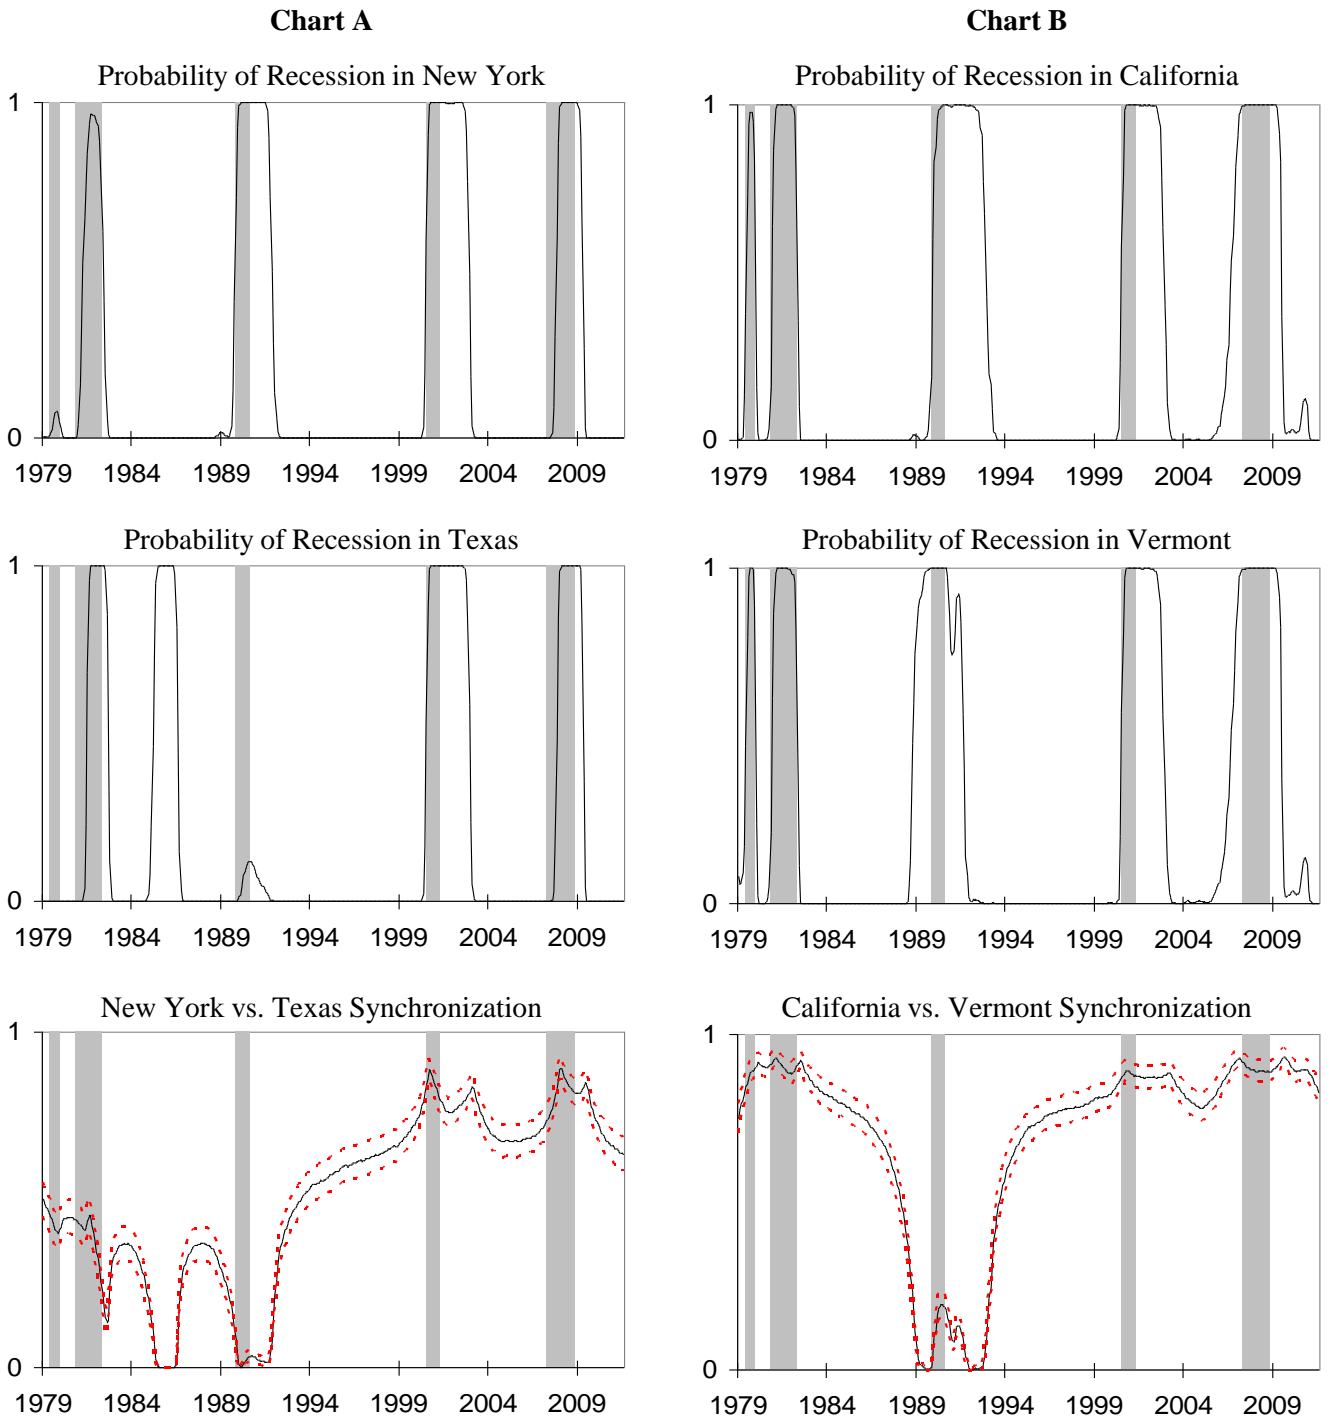 Chart A
Probability of Recession in New York
1
0
1979 1984 1989 1994 1999 2004 2009
Probability of Recession in Texas
1
0
1979 1984 1989 1994 1999 2004 2009
New York vs. Texas Synchronization
1
0
1979 1984 1989 1994 1999 2004 2009
Chart B
Probability of Recession in California
1
0
1979 1984 1989 1994 1999 2004 2009
Probability of Recession in Vermont
1
0
1979 1984 1989 1994 1999 2004 2009
California vs. Vermont Synchronization
1
0
1979 1984 1989 1994 1999 2004 2009